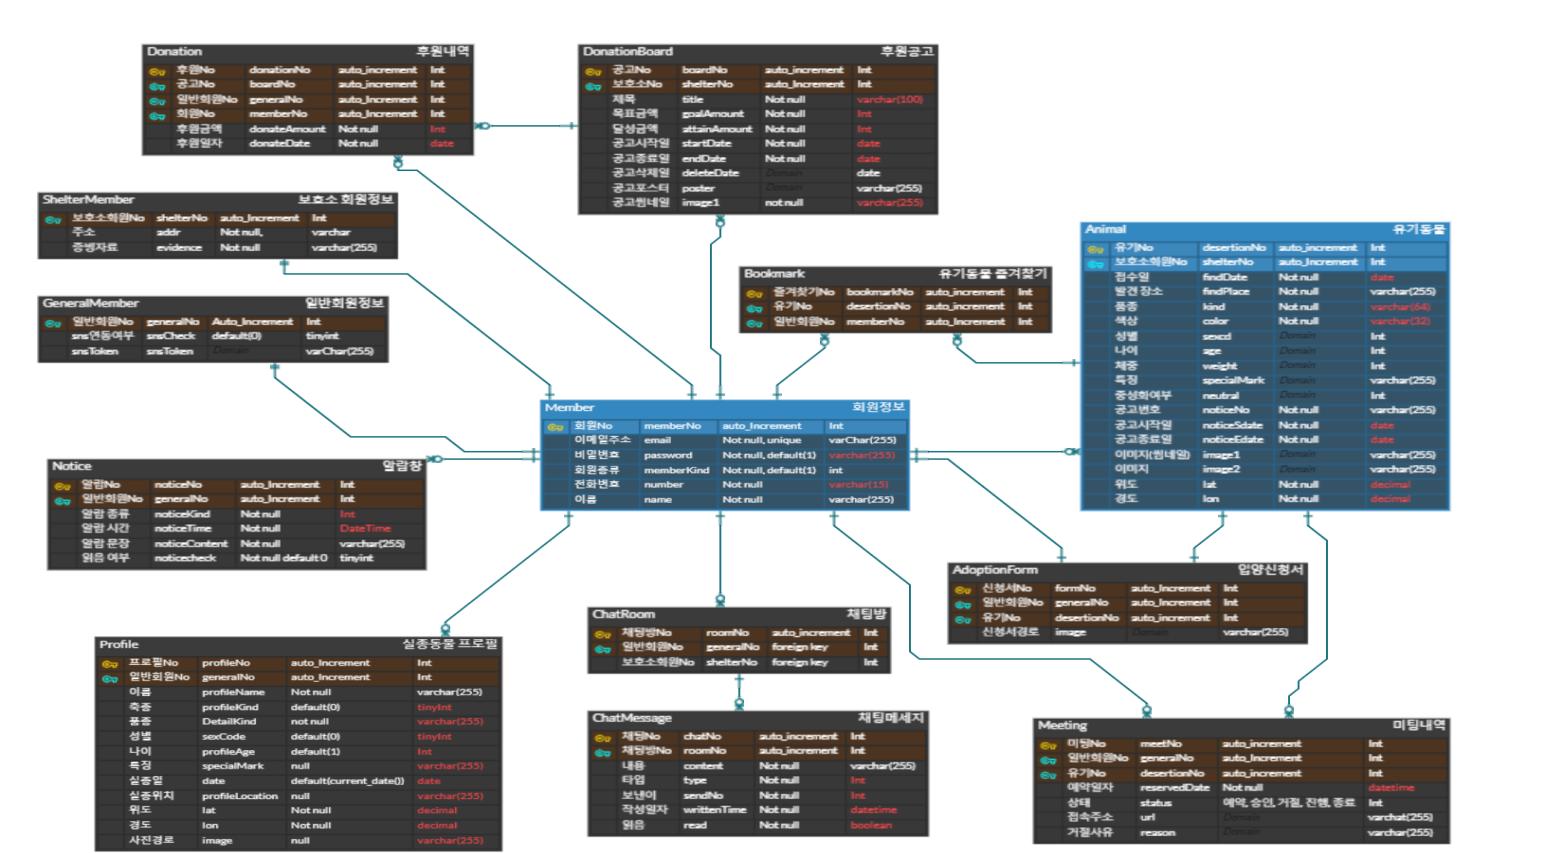 Donation 후원내역
후원No donationNo auto_increment Int
공고No boardNo auto_Increment Int
일반회원No generalNo auto_Increment Int
회원No memberNo auto_Increment Int
후원금액 donateAmount Not null Int
후원일자 donateDate Not null date
DonationBoard 후원공고
공고No boardNo auto_increment Int
보호소No shelterNo auto_Increment Int
제목 title Not null varchar(100)
목표금액 goalAmount Not null Int
달성금액 attainAmount Not null Int
공고시작일 startDate Not null date
공고종료일 endDate Not null date
공고삭제일 deleteDate Domain date
공고포스터 poster Domain varchar(255)
공고썸네일 image1 not null varchar(255)
ShelterMember 보호소 회원정보
보호소회원No shelterNo auto_Increment Int
주소 addr Not null, varchar
증빙자료 evidence Not null varchar(255)
GeneralMember 일반회원정보
일반회원No generalNo Auto_Increment Int
sns연동여부 snsCheck default(0) tinyint
snsToken snsToken Domain varChar(255)
Bookmark 유기동물 즐겨찾기
즐겨찾기No bookmarkNo auto_increment Int
유기No desertionNo auto_increment Int
일반회원No memberNo auto_Increment Int
Animal 유기동물
유기No desertionNo auto_increment Int
보호소회원No shelterNo auto_Increment Int
접수일 findDate Not null date
발견 장소 findPlace Not null varchar(255)
품종 kind Not null varchar(64)
색상 color Not null varchar(32)
성별 sexcd Domain Int
나이 age Domain Int
체중 weight Domain Int
특징 specialMark Domain varchar(255)
중성화여부 neutral Domain Int
공고번호 noticeNo Not null varchar(255)
공고시작일 noticeSdate Not null date
공고종료일 noticeEdate Not null date
이미지(썸네일) image1 Not null varchar(255)
이미지 image2 Not null varchar(255)
위도 lat Not null decimal
경도 lon Not null decimal
Member 회원정보
회원No memberNo auto_Increment Int
이메일주소 email Not null, unique varChar(255)
비밀번호 password Not null, default(1) varchar(255)
회원종류 memberKind Not null, default(1) int
전화번호 number Not null varchar(15)
이름 name Not null varchar(255)
Notice 알람창
알람No noticeNo auto_Increment Int
일반회원No generalNo auto_Increment Int
알람 종류 noticeKind Not null Int
알람 시간 noticeTime Not null DateTime
알람 문장 noticeContent Not null varchar(255)
읽음 여부 noticecheck Not null default 0 tinyint
AdoptionForm 입양신청서
신청서No formNo auto_Increment Int
일반회원No generalNo auto_Increment Int
유기No desertionNo auto_increment Int
신청서경로 image Domain varchar(255)
ChatRoom 채팅방
채팅방No roomNo auto_increment Int
일반회원No generalNo foreign key Int
보호소회원No shelterNo foreign key Int
Profile 실종동물 프로필
프로필No profileNo auto_Increment Int
일반회원No generalNo auto_Increment Int
이름 profileName Not null varchar(255)
축종 profileKind default(0) tinyInt
품종 DetailKind not null varchar(255)
성별 sexCode default(0) tinyInt
나이 profileAge default(1) Int
특징 specialMark null varchar(255)
실종일 date default(current_date()) date
실종위치 profileLocation null varchar(255)
위도 lat Not null decimal
경도 lon Not null decimal
사진경로 image null varchar(255)
ChatMessage 채팅메세지
채팅No chatNo auto_increment Int
채팅방No roomNo auto_increment Int
내용 content Not null varchar(255)
타입 type Not null Int
보낸이 sendNo Not null Int
작성일자 writtenTime Not null datetime
읽음 read Not null boolean
Meeting 미팅내역
미팅No meetNo auto_increment Int
일반회원No generalNo auto_Increment Int
유기No desertionNo auto_increment Int
예약일자 reservedDate Not null datetime
상태 status 예약, 승인, 거절, 진행, 종료 Int
접속주소 url Domain varchat(255)
거절사유 reason Domain varchar(255)